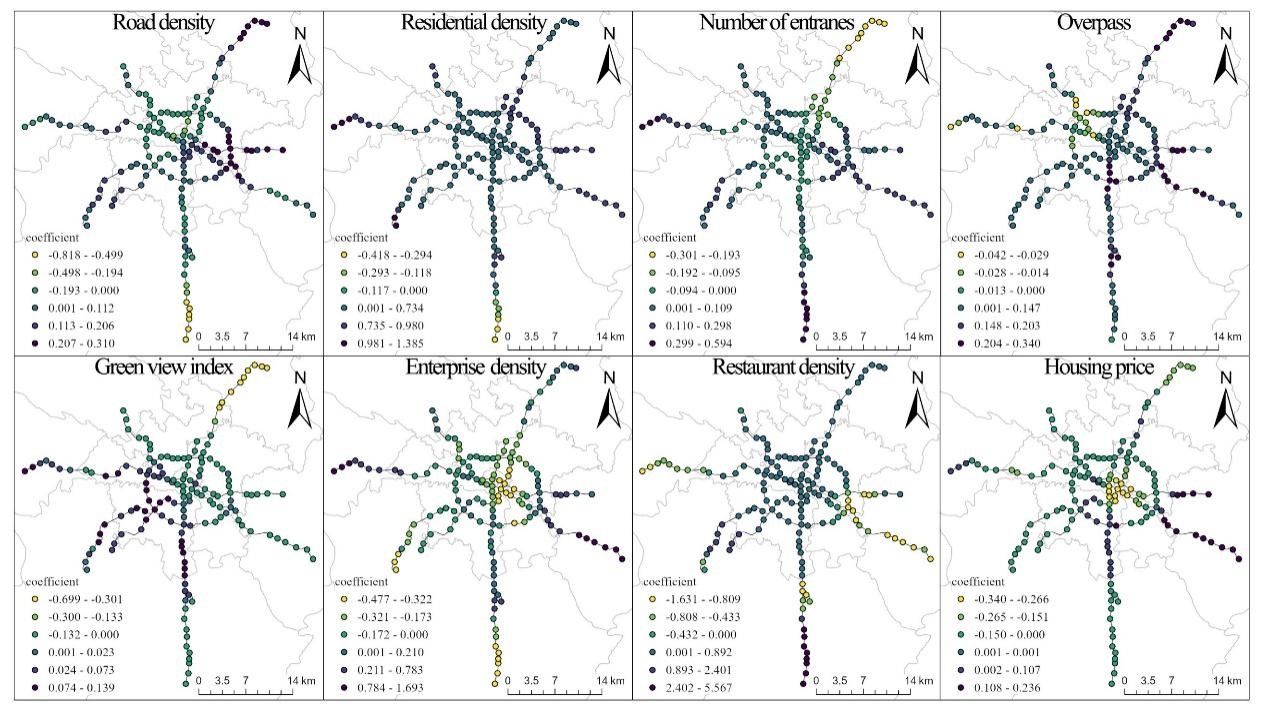 Road density
N
coefficient
-0.818 - -0.499
-0.498 - -0.194
-0.193 - 0.000
0.001 - 0.112
0.113 - 0.206
0.207 - 0.310
0 3.5 7 14 km
Residential density
N
coefficient
-0.418 - -0.294
-0.293 - -0.118
-0.117 - 0.000
0.001 - 0.734
0.735 - 0.980
0.981 - 1.385
0 3.5 7 14 km
Number of entranes
N
coefficient
-0.301 - -0.193
-0.192 - -0.095
-0.094 - 0.000
0.001 - 0.109
0.110 - 0.298
0.299 - 0.594
0 3.5 7 14 km
Overpass
N
coefficient
-0.042 - -0.029
-0.028 - -0.014
-0.013 - 0.000
0.001 - 0.147
0.148 - 0.203
0.204 - 0.340
0 3.5 7 14 km
Green view index
N
coefficient
-0.699 - -0.301
-0.300 - -0.133
-0.132 - 0.000
0.001 - 0.023
0.024 - 0.073
0.074 - 0.139
0 3.5 7 14 km
Enterprise density
N
coefficient
-0.477 - -0.322
-0.321 - -0.173
-0.172 - 0.000
0.001 - 0.210
0.211 - 0.783
0.784 - 1.693
0 3.5 7 14 km
Restaurant density
N
coefficient
-1.631 - -0.809
-0.808 - -0.433
-0.432 - 0.000
0.001 - 0.892
0.893 - 2.401
2.402 - 5.567
0 3.5 7 14 km
Housing price
N
coefficient
-0.340 - -0.266
-0.265 - -0.151
-0.150 - 0.000
0.001 - 0.001
0.002 - 0.107
0.108 - 0.236
0 3.5 7 14 km